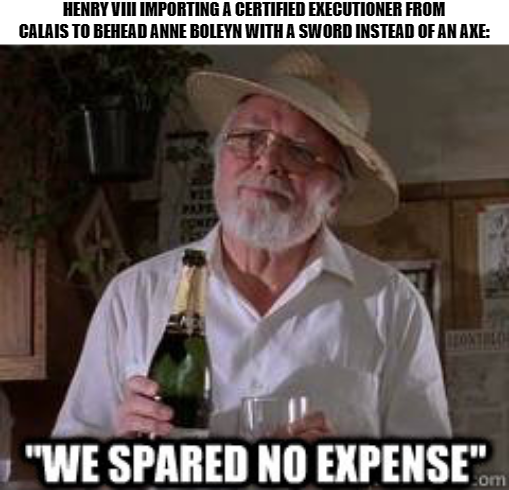 HENRY VIII IMPORTING A CERTIFIED EXECUTIONER FROM
CALAIS TO BEHEAD ANNE BOLEYN WITH A SWORD INSTEAD OF AN AXE:
"WE SPARED NO EXPENSE"